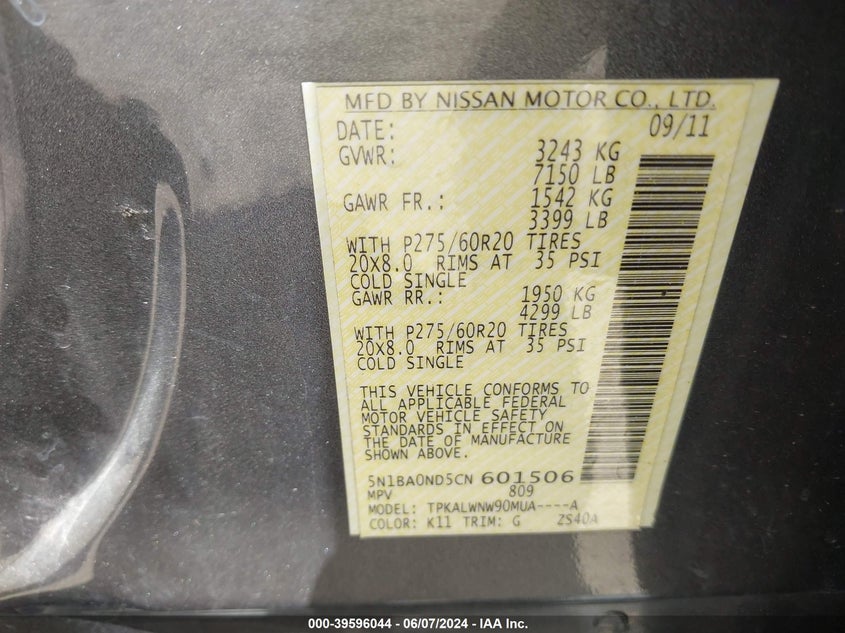 MFD BY NISSAN MOTOR CO., LTD.
DATE: 09/11
GVWR: 3243 KG
7150 LB
GAWR FR.: 1542 KG
3399 LB
WITH P275/60R20 TIRES
20X8.0 RIMS AT 35 PSI
COLD SINGLE
GAWR RR.: 1950 KG
4299 LB
WITH P275/60R20 TIRES
20X8.0 RIMS AT 35 PSI
COLD SINGLE
THIS VEHICLE CONFORMS TO
ALL APPLICABLE FEDERAL
MOTOR VEHICLE SAFETY
STANDARDS IN EFFECT ON
THE DATE OF MANUFACTURE
SHOWN ABOVE.
5N1BA0ND5CN 601506
MPV 809
MODEL: TPKALWNW90MUA----A
COLOR: K11 TRIM: G ZS40A
000-39596044 - 06/07/2024 - IAA Inc.